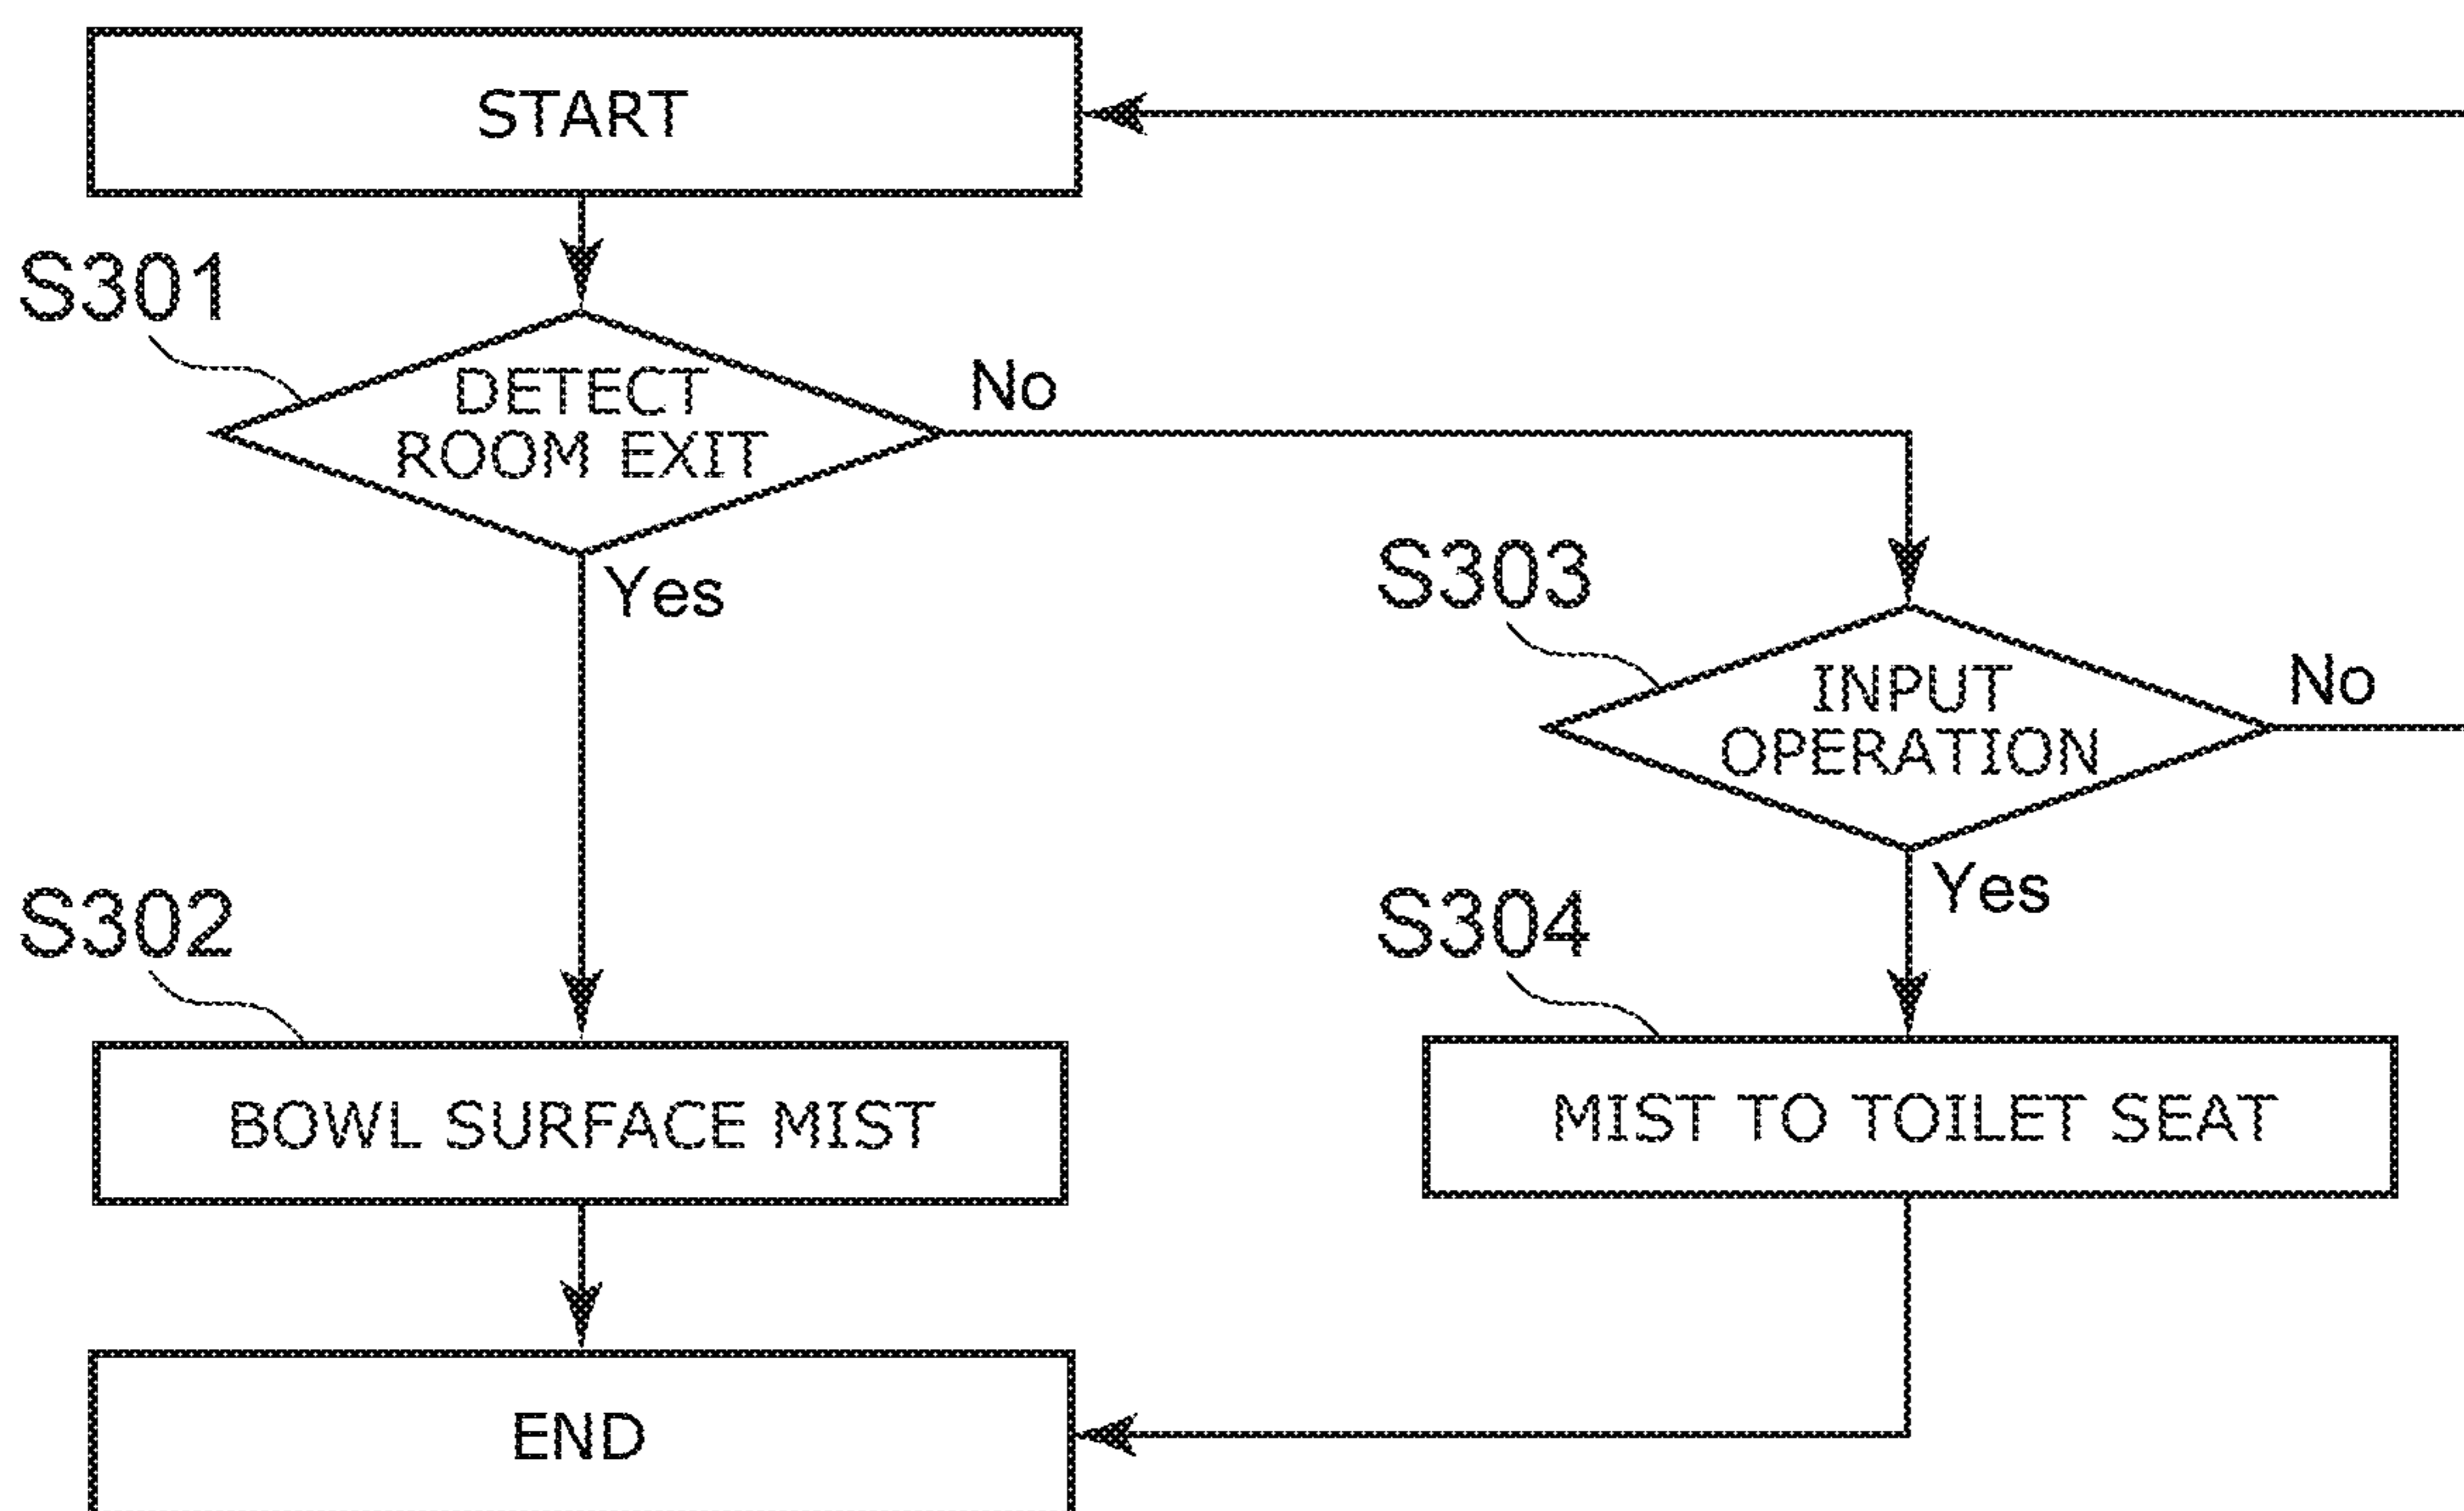 START
S301
DETECT
ROOM EXIT
No
Yes
S303
INPUT
OPERATION
No
Yes
S302
S304
BOWL SURFACE MIST
MIST TO TOILET SEAT
END